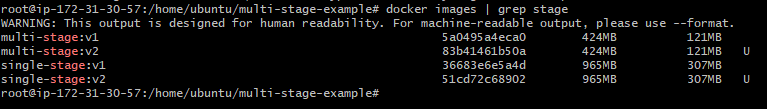 root@ip-172-31-30-57:/home/ubuntu/multi-stage-example# docker images | grep stage
WARNING: This output is designed for human readability. For machine-readable output, please use --format.
multi-stage:v1 5a0495a4eca0 424MB 121MB
multi-stage:v2 83b41461b50a 424MB 121MB U
single-stage:v1 36683e6e5a4d 965MB 307MB
single-stage:v2 51cd72c68902 965MB 307MB U
root@ip-172-31-30-57:/home/ubuntu/multi-stage-example#